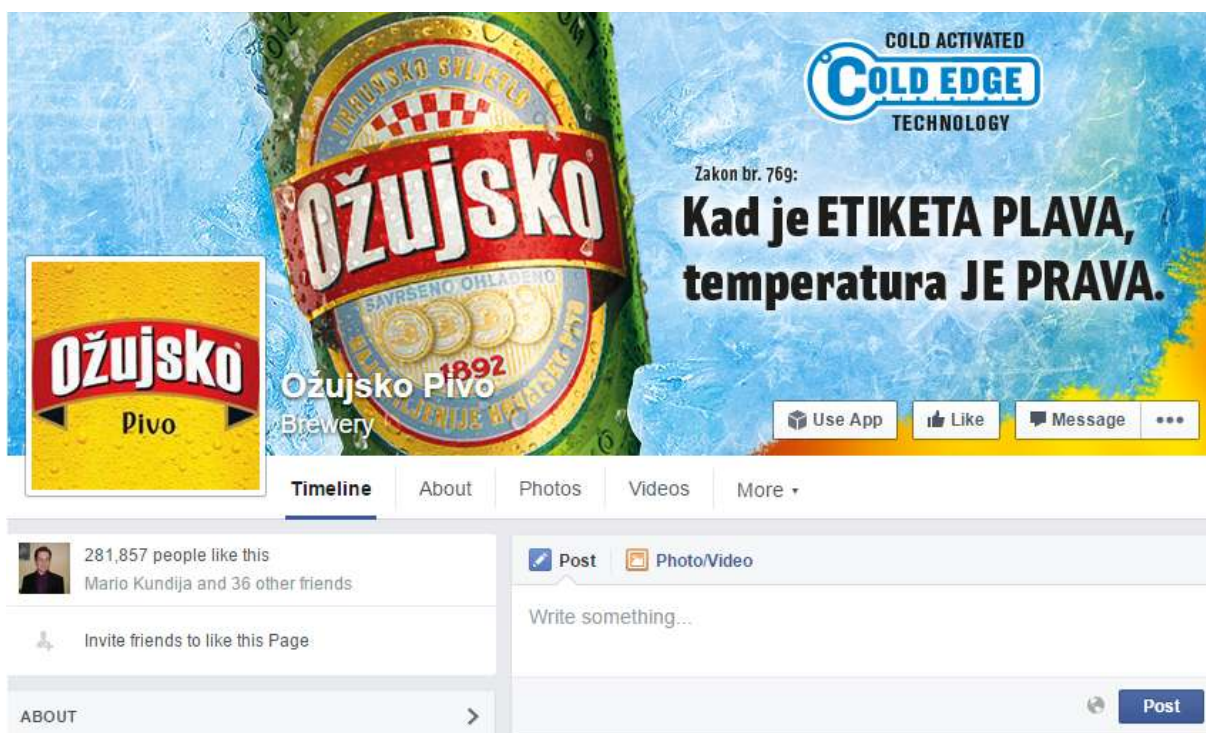 COLD ACTIVATED
COLD EDGE
TECHNOLOGY
Zakon br. 769:
Kad je ETIKETA PLAVA,
temperatura JE PRAVA.
VRHUNSKO SVIJETLO
Ožujsko
SAVRŠENO OHLAĐENO
1892
Ožujsko
Pivo
Ožujsko Pivo
Brewery
Use App
Like
Message
Timeline
About
Photos
Videos
More
281,857 people like this
Mario Kundija and 36 other friends
Invite friends to like this Page
ABOUT
Post
Photo/Video
Write something...
Post